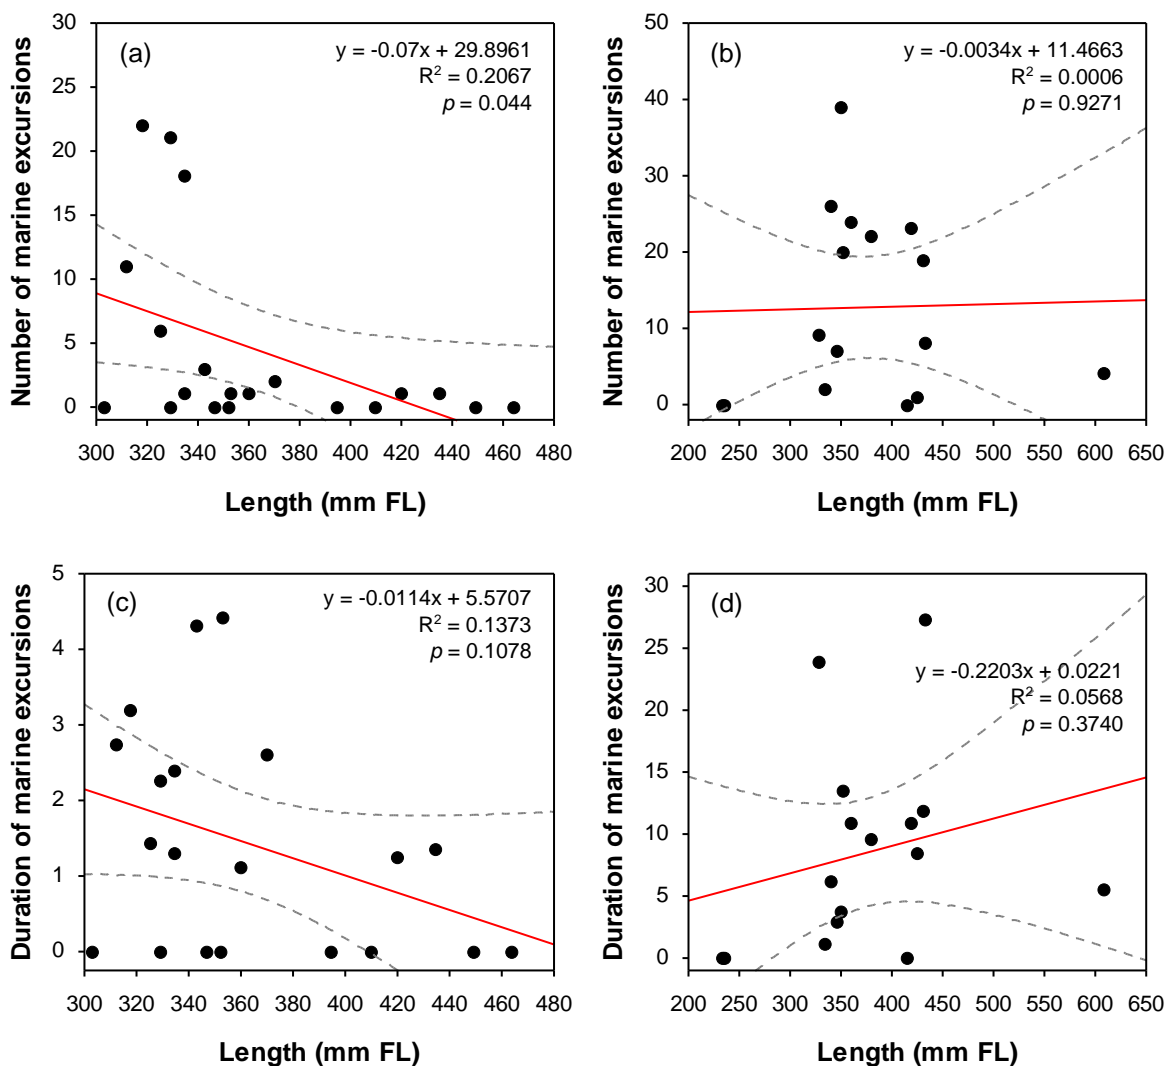 (a)
y = -0.07x + 29.8961
R² = 0.2067
p = 0.044
Number of marine excursions
30
25
20
15
10
5
0
300 320 340 360 380 400 420 440 460 480
Length (mm FL)
(b)
y = -0.0034x + 11.4663
R² = 0.0006
p = 0.9271
Number of marine excursions
50
40
30
20
10
0
200 250 300 350 400 450 500 550 600 650
Length (mm FL)
(c)
y = -0.0114x + 5.5707
R² = 0.1373
p = 0.1078
Duration of marine excursions
5
4
3
2
1
0
300 320 340 360 380 400 420 440 460 480
Length (mm FL)
(d)
y = -0.2203x + 0.0221
R² = 0.0568
p = 0.3740
Duration of marine excursions
30
25
20
15
10
5
0
200 250 300 350 400 450 500 550 600 650
Length (mm FL)